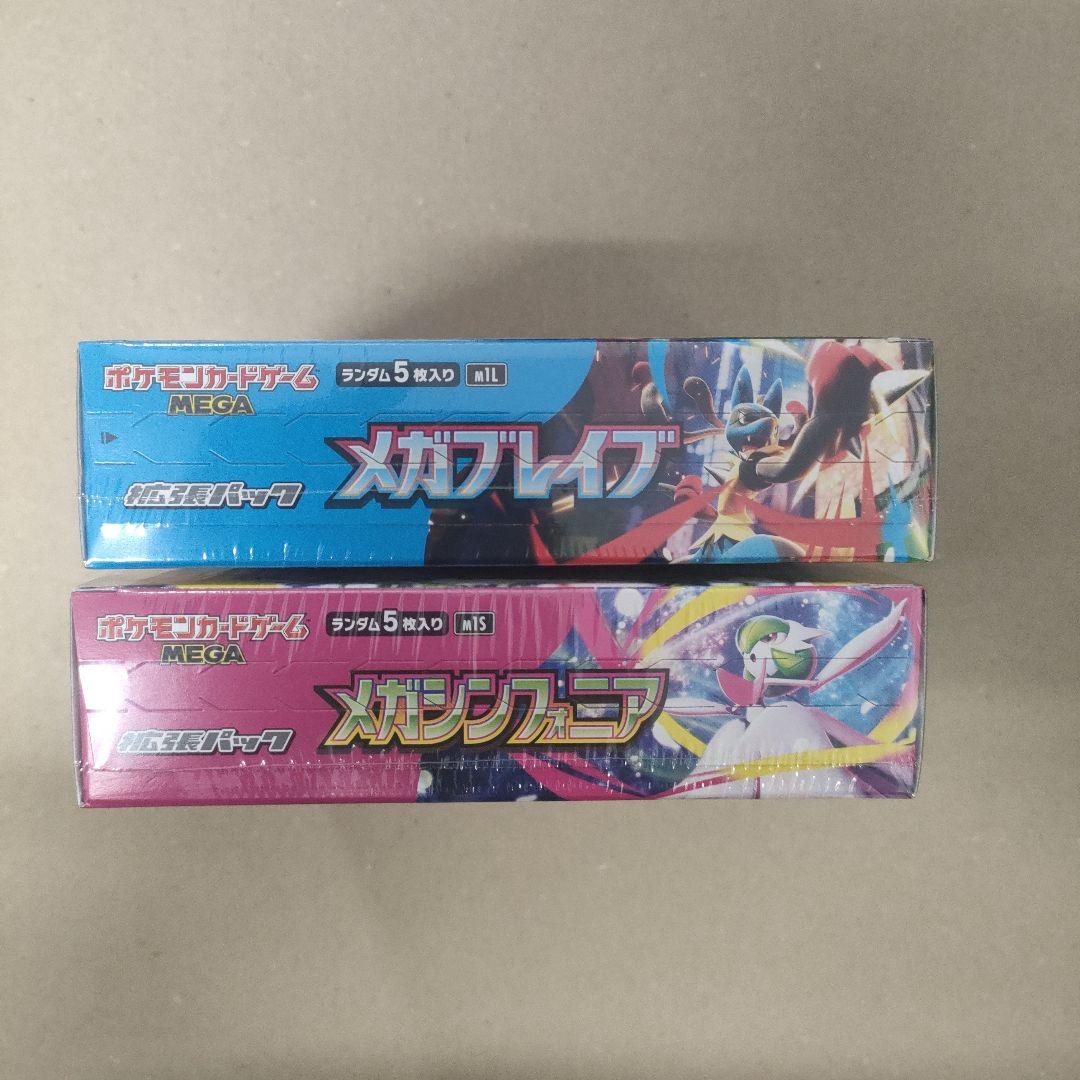 ポケモンカードゲーム
MEGA
ランダム5枚入り M1L
メガブレイブ
拡張パック
ポケモンカードゲーム
MEGA
ランダム5枚入り M1S
メガシンフォニア
拡張パック